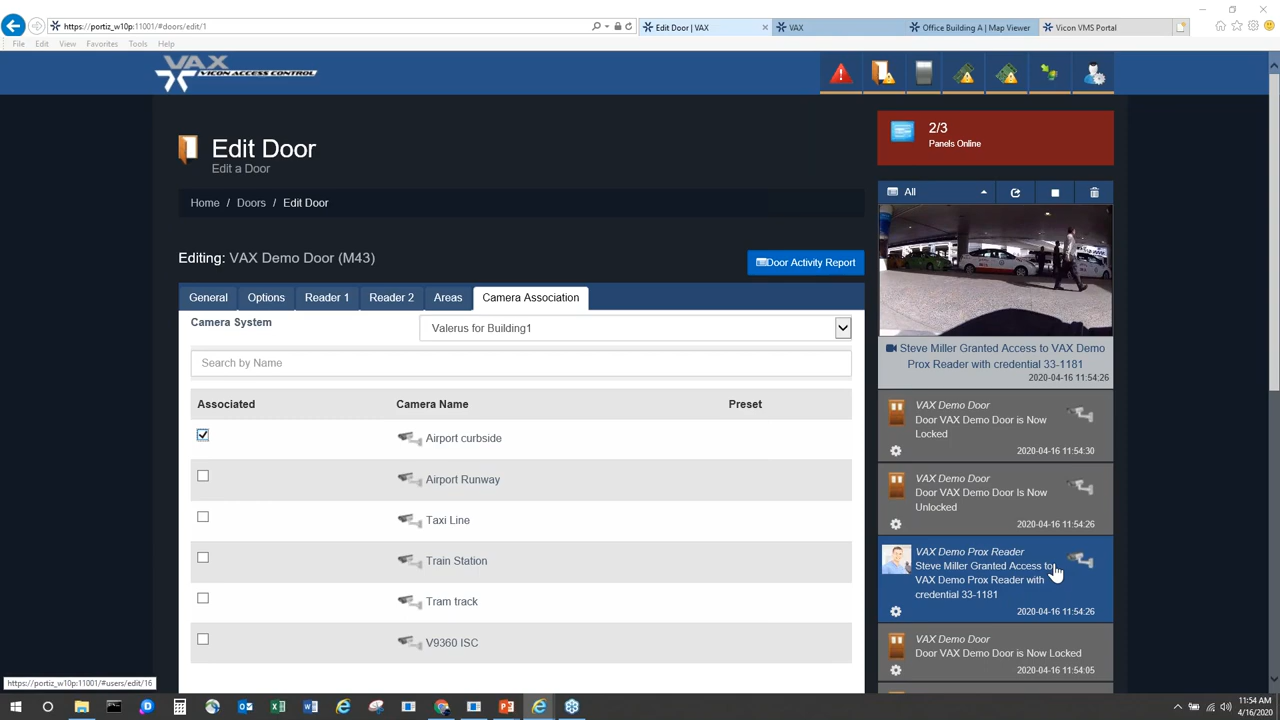 https://portiz_w10p:11001/#doors/edit/1
Edit Door | VAX
VAX
Office Building A | Map Viewer
Vicon VMS Portal
File Edit View Favorites Tools Help
VAX
VICON ACCESS CONTROL
Edit Door
Edit a Door
Home / Doors / Edit Door
Editing: VAX Demo Door (M43)
Door Activity Report
General Options Reader 1 Reader 2 Areas Camera Association
Camera System
Valerus for Building1
Search by Name
Associated Camera Name Preset
Airport curbside
Airport Runway
Taxi Line
Train Station
Tram track
V9360 ISC
2/3
Panels Online
All
Steve Miller Granted Access to VAX Demo
Prox Reader with credential 33-1181
2020-04-16 11:54:26
VAX Demo Door
Door VAX Demo Door is Now
Locked
2020-04-16 11:54:30
VAX Demo Door
Door VAX Demo Door Is Now
Unlocked
2020-04-16 11:54:26
VAX Demo Prox Reader
Steve Miller Granted Access to
VAX Demo Prox Reader with
credential 33-1181
2020-04-16 11:54:26
VAX Demo Door
Door VAX Demo Door is Now Locked
2020-04-16 11:54:05
https://portiz_w10p:11001/#users/edit/16
11:54 AM
4/16/2020